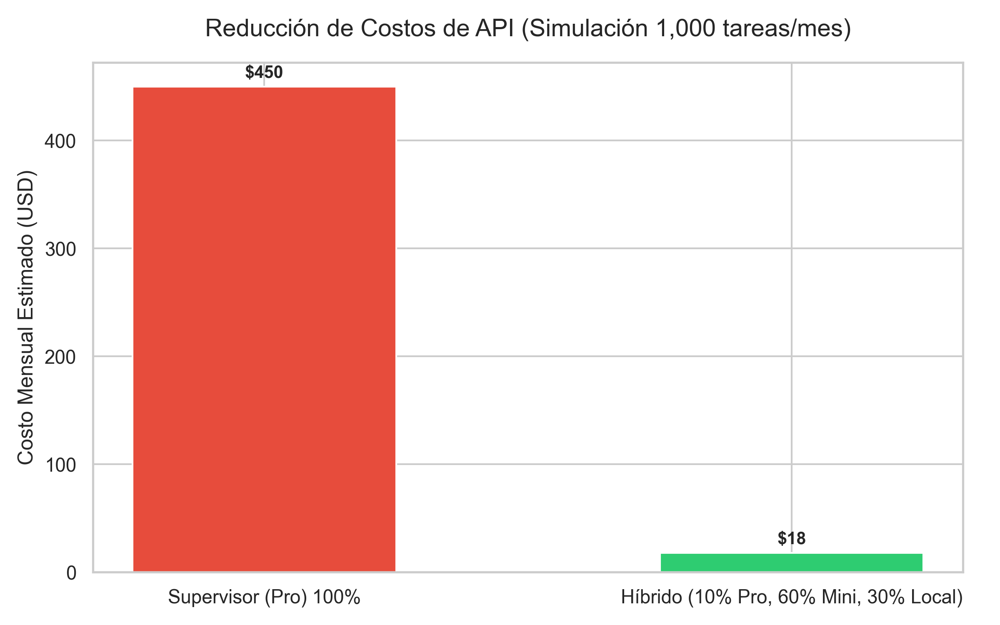 Reducción de Costos de API (Simulación 1,000 tareas/mes)
$450
400
300
200
100
0
Costo Mensual Estimado (USD)
$18
Supervisor (Pro) 100%
Híbrido (10% Pro, 60% Mini, 30% Local)